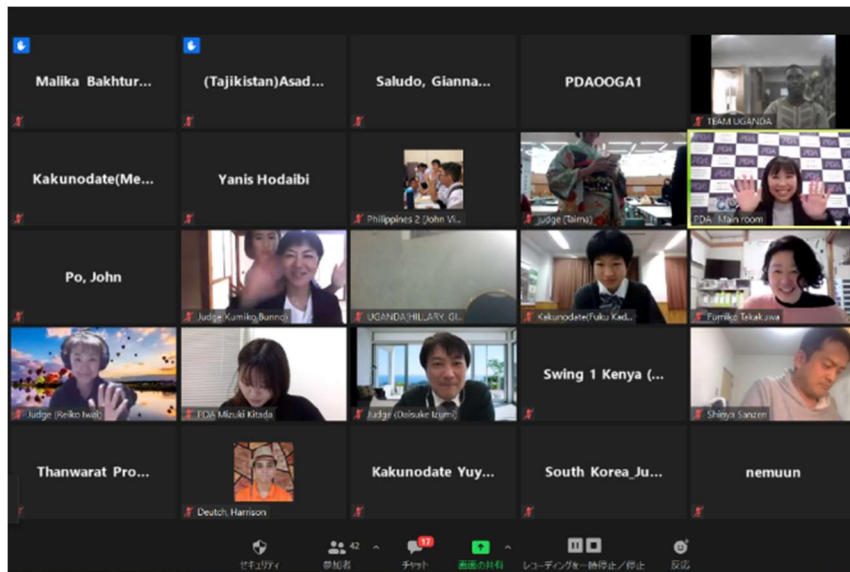 Malika Bakhtur...
(Tajikistan)Asad...
Saludo, Gianna...
PDAOOGA1
TEAM UGANDA
Kakunodate(Me...
Yanis Hodaibi
Philippines 2 (John Vi...
Judge (Taima)
PDA
PDA Main room
Po, John
Judge Kumiko Bunno)
UGANDA(HILLARY, GI...
Kakunodate(Fuku Kad...
Fumiko Takakuwa
Judge (Reiko Iwai)
PDA Mizuki Kitada
Judge (Daisuke Izumi)
Swing 1 Kenya (...
Shinya Sanzen
Thanwarat Pro...
Deutch, Harrison
Kakunodate Yuy...
South Korea_Ju...
nemuun
42
17
セキュリティ
参加者
チャット
画面の共有
レコーディングを一時停止/停止
反応